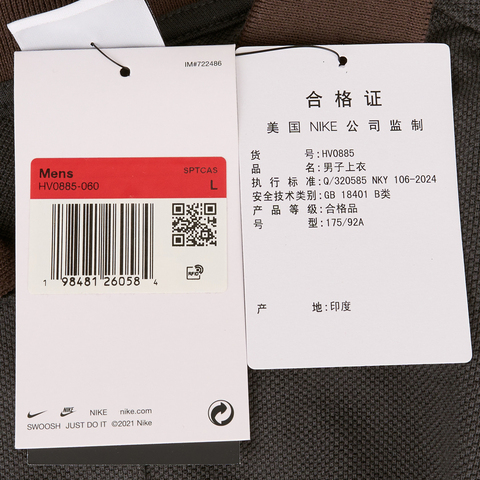 IM#722486
Mens
SPTCAS
HV0885-060
L
1 98481 26058 4
RFID
NIKE
nike.com
SWOOSH JUST DO IT ©2021 Nike
合格证
美国 NIKE 公司监制
货号:HV0885
品名:男子上衣
执行标准:Q/320585 NKY 106-2024
安全技术类别:GB 18401 B类
产品等级:合格品
号型:175/92A
产地:印度